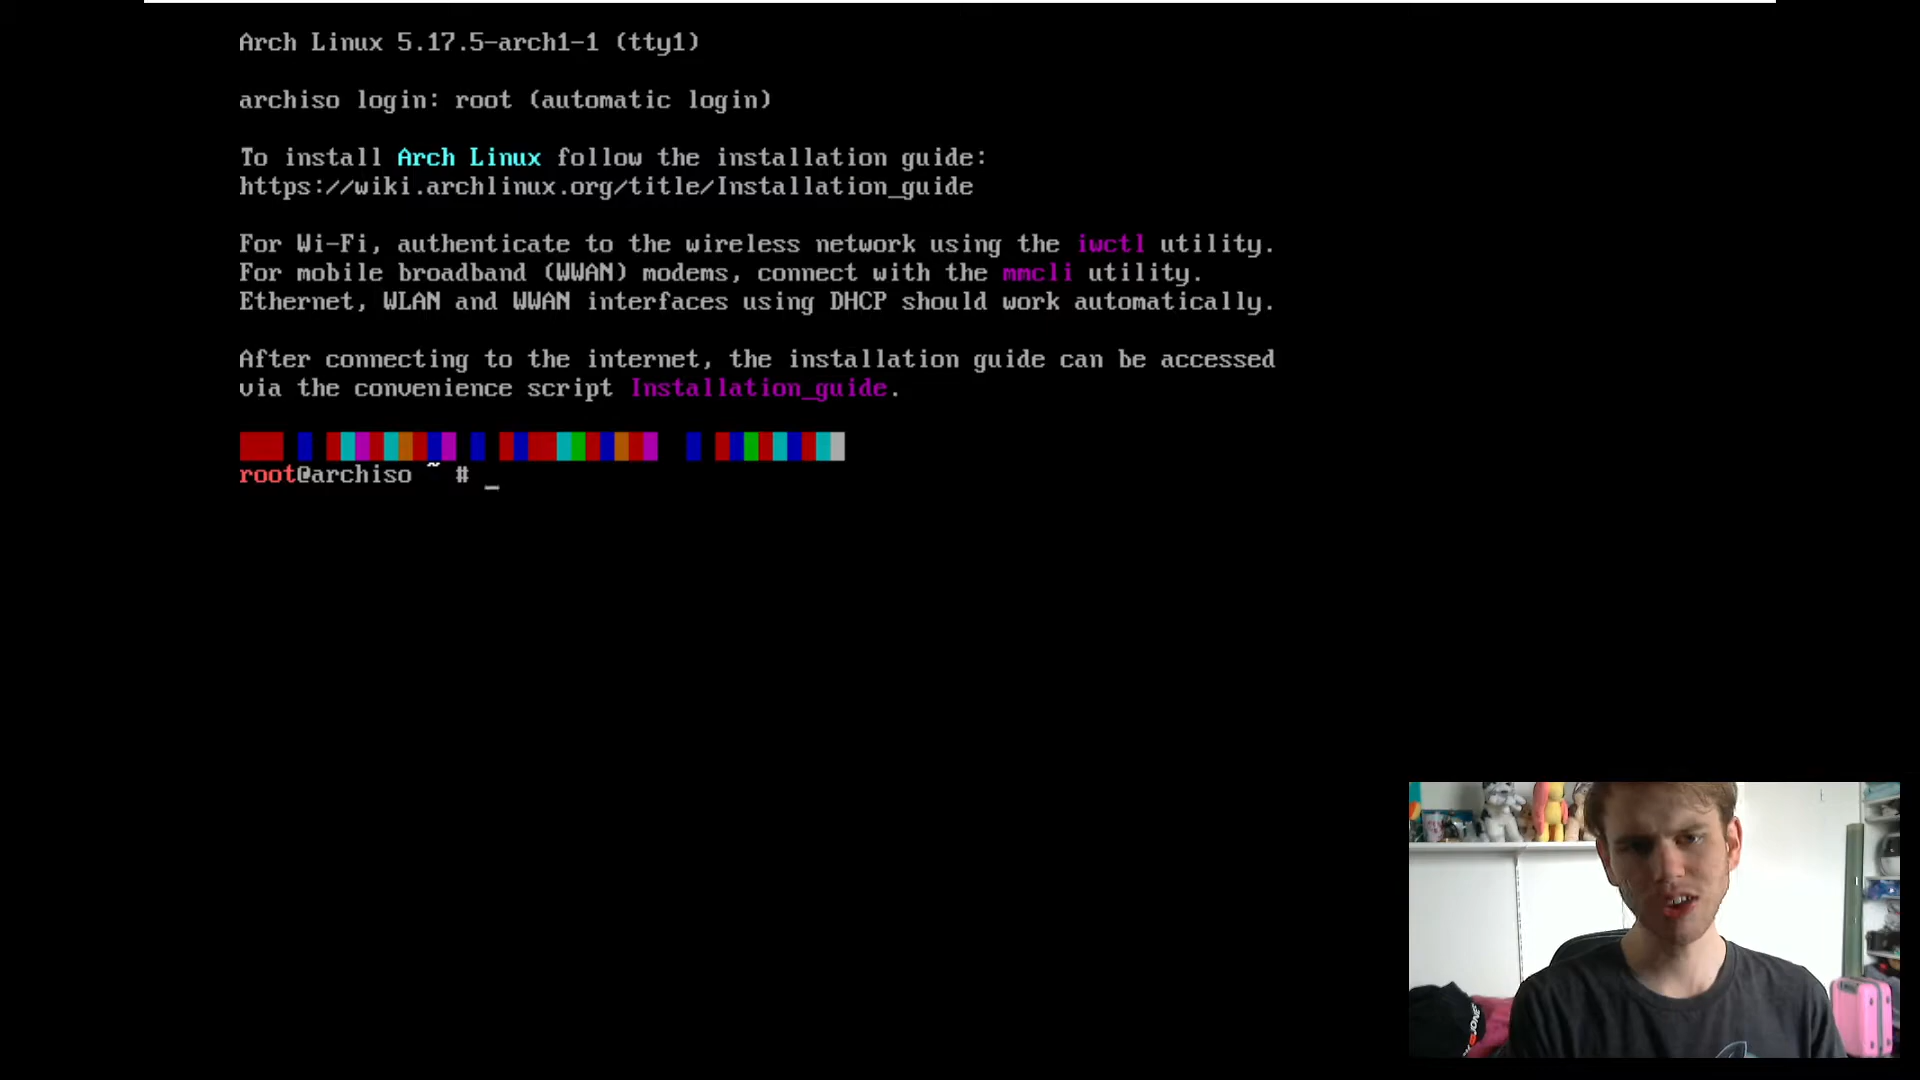 Arch Linux 5.17.5-arch1-1 (tty1)
archiso login: root (automatic login)
To install Arch Linux follow the installation guide:
https://wiki.archlinux.org/title/Installation_guide
For Wi-Fi, authenticate to the wireless network using the iwctl utility.
For mobile broadband (WWAN) modems, connect with the mmcli utility.
Ethernet, WLAN and WWAN interfaces using DHCP should work automatically.
After connecting to the internet, the installation guide can be accessed
via the convenience script Installation_guide.
root@archiso ~ # _